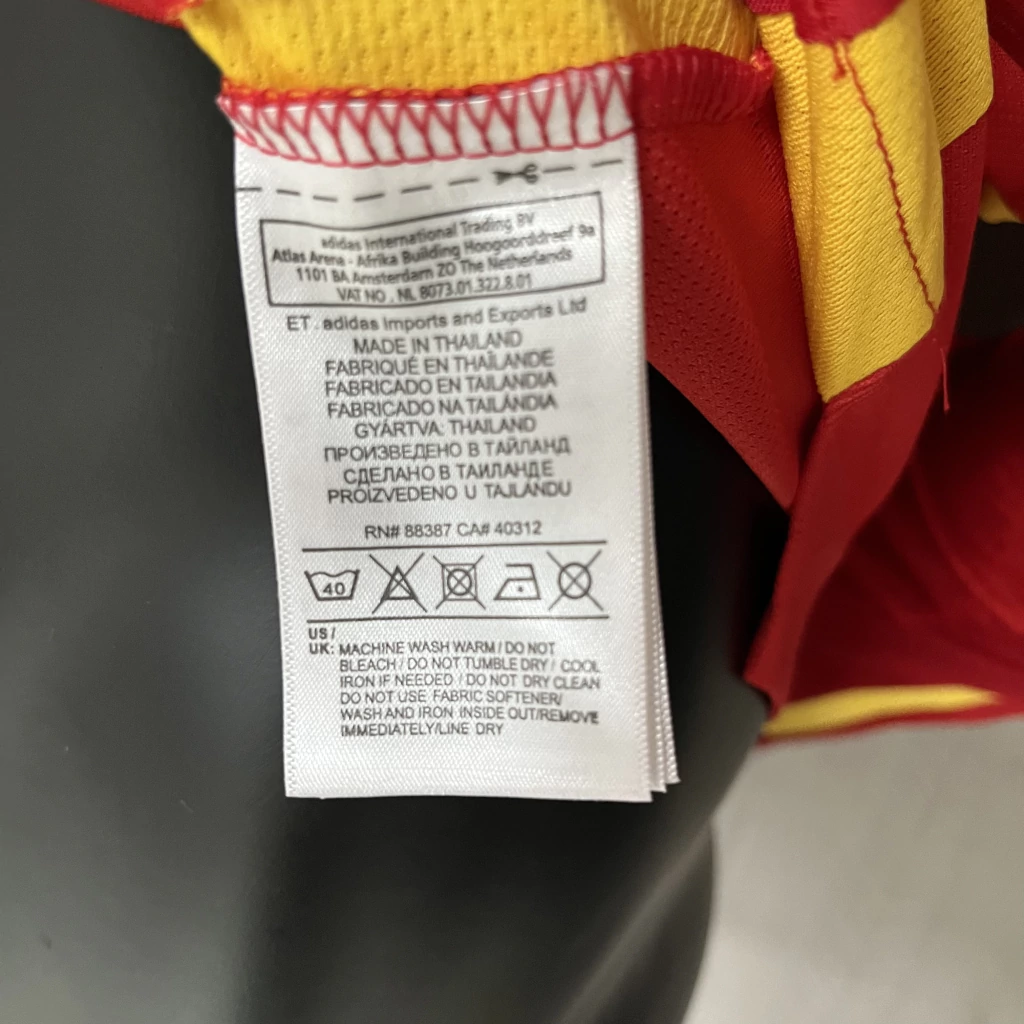 adidas International Trading BV
Atlas Arena - Afrika Building Hoogoorddreef 9a
1101 BA Amsterdam ZO The Netherlands
VAT NO . NL 8073.01.322.8.01
ET . adidas Imports and Exports Ltd
MADE IN THAILAND
FABRIQUÉ EN THAÏLANDE
FABRICADO EN TAILANDIA
FABRICADO NA TAILÂNDIA
GYÁRTVA: THAILAND
ПРОИЗВЕДЕНО В ТАЙЛАНД
СДЕЛАНО В ТАИЛАНДЕ
PROIZVEDENO U TAJLANDU
RN# 88387 CA# 40312
40
US /
UK: MACHINE WASH WARM / DO NOT
BLEACH / DO NOT TUMBLE DRY / COOL
IRON IF NEEDED / DO NOT DRY CLEAN
DO NOT USE FABRIC SOFTENER/
WASH AND IRON INSIDE OUT/REMOVE
IMMEDIATELY/LINE DRY